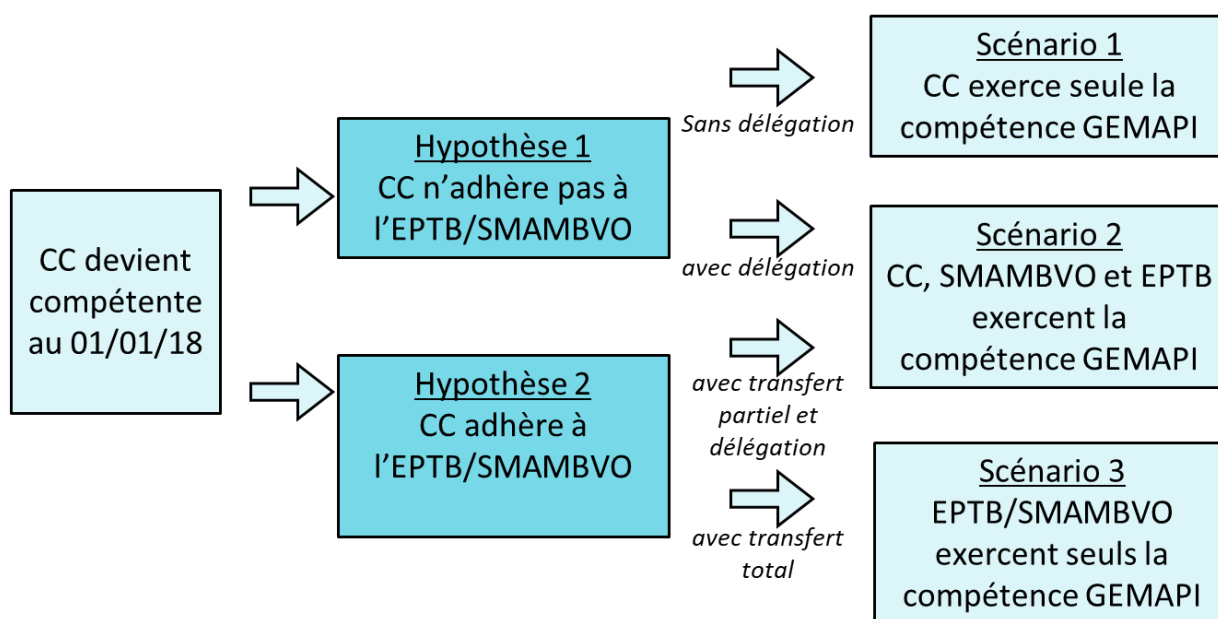 CC devient
compétente
au 01/01/18
Hypothèse 1
CC n’adhère pas à
l’EPTB/SMAMBVO
Hypothèse 2
CC adhère à
l’EPTB/SMAMBVO
Sans délégation
avec délégation
avec transfert
partiel et
délégation
avec transfert
total
Scénario 1
CC exerce seule la
compétence GEMAPI
Scénario 2
CC, SMAMBVO et EPTB
exercent la
compétence GEMAPI
Scénario 3
EPTB/SMAMBVO
exercent seuls la
compétence GEMAPI